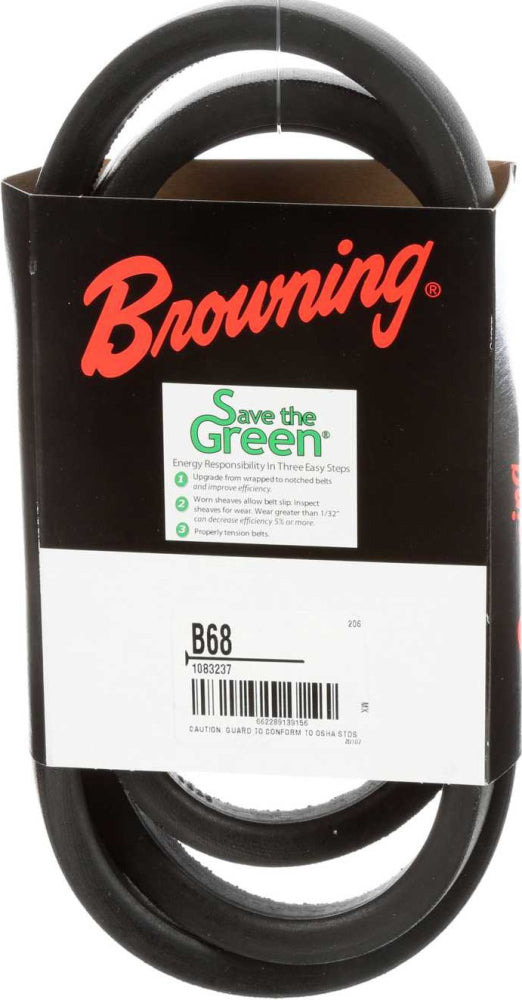 Browning®
Save the
Green®
Energy Responsibility In Three Easy Steps
1 Upgrade from wrapped to notched belts
and improve efficiency.
2 Worn sheaves allow belt slip. Inspect
sheaves for wear. Wear greater than 1/32"
can decrease efficiency 5% or more.
3 Properly tension belts.
206
B68
1083237
MX
662289139156
CAUTION: GUARD TO CONFORM TO OSHA STDS
20107